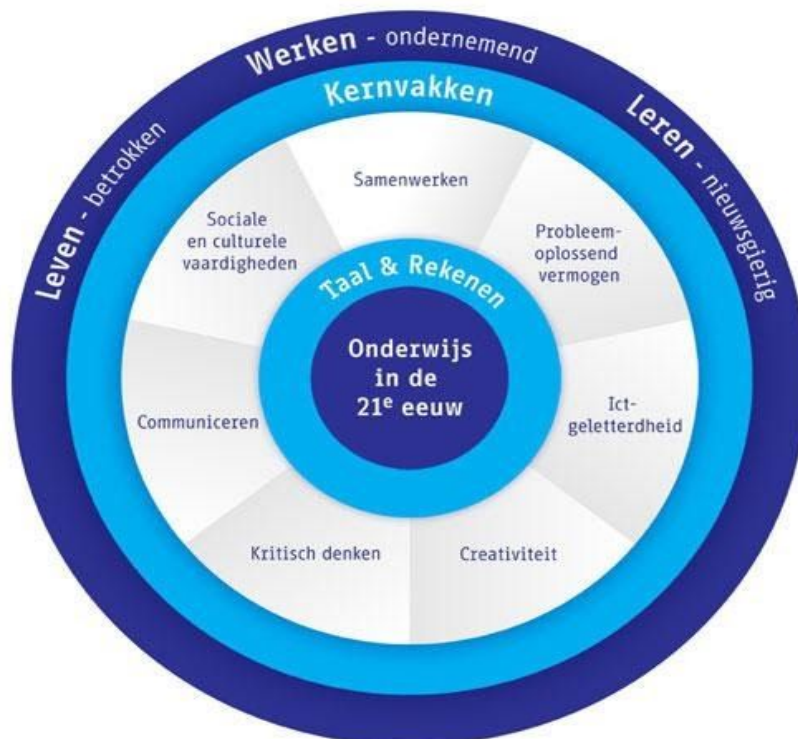 Werken - ondernemend
Leren - nieuwsgierig
Leven - betrokken
Kernvakken
Samenwerken
Probleem-
oplossend
vermogen
Ict-
geletterdheid
Creativiteit
Kritisch denken
Communiceren
Sociale
en culturele
vaardigheden
Taal & Rekenen
Onderwijs
in de
21e eeuw